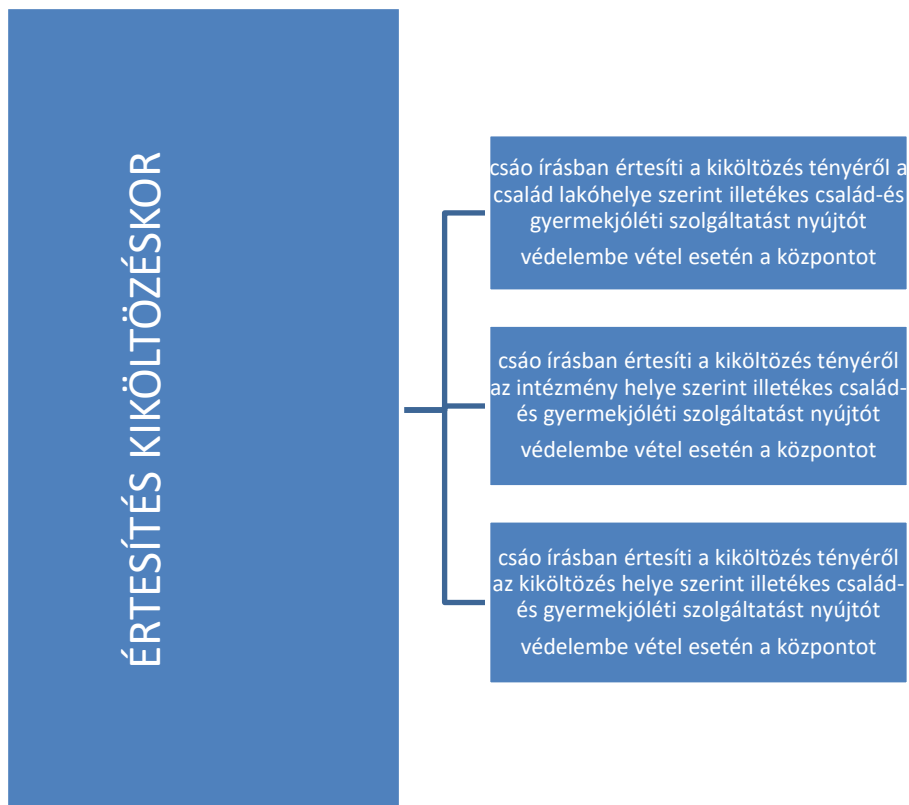 ÉRTESÍTÉS KIKÖLTÖZÉSKOR
csáo írásban értesíti a kiköltözés tényéről a
család lakóhelye szerint illetékes család-és
gyermekjóléti szolgáltatást nyújtót
védelembe vétel esetén a központot
csáo írásban értesíti a kiköltözés tényéről
az intézmény helye szerint illetékes család-
és gyermekjóléti szolgáltatást nyújtót
védelembe vétel esetén a központot
csáo írásban értesíti a kiköltözés tényéről
az kiköltözés helye szerint illetékes család-
és gyermekjóléti szolgáltatást nyújtót
védelembe vétel esetén a központot